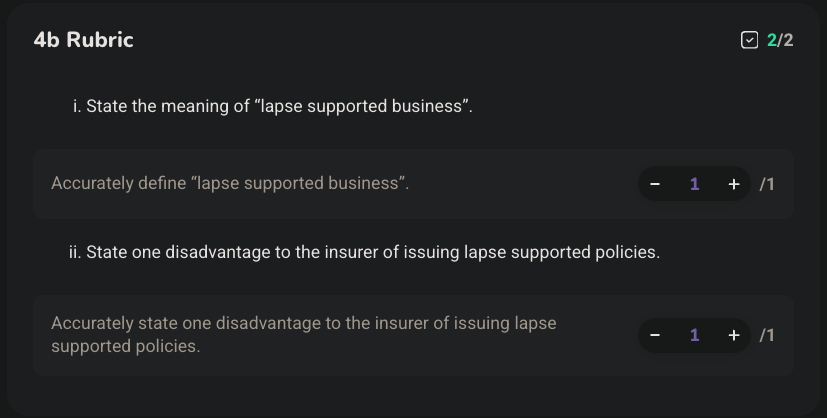 4b Rubric
2/2
i. State the meaning of “lapse supported business”.
Accurately define “lapse supported business”.
− 1 + /1
ii. State one disadvantage to the insurer of issuing lapse supported policies.
Accurately state one disadvantage to the insurer of issuing lapse
supported policies.
− 1 + /1